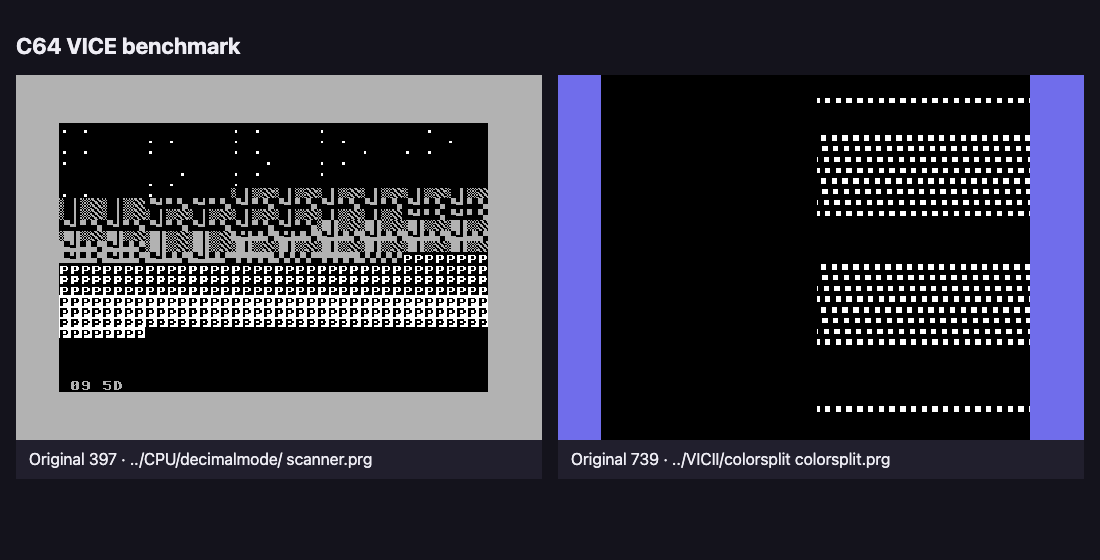 C64 VICE benchmark
PPPPPPPP
PPPPPPPPPPPPPPPPPPPPPPPPPPPPPPPPPPPPPPPP
PPPPPPPPPPPPPPPPPPPPPPPPPPPPPPPPPPPPPPPP
PPPPPPPPPPPPPPPPPPPPPPPPPPPPPPPPPPPPPPPP
PPPPPPPPPPPPPPPPPPPPPPPPPPPPPPPPPPPPPPPP
PPPPPPPPPPPPPPPPPPPPPPPPPPPPPPPPPPPPPPPP
PPPPPPPPPPPPPPPPPPPPPPPPPPPPPPPPPPPPPPPP
PPPPPPPP
09 5D
Original 397 · ../CPU/decimalmode/ scanner.prg
Original 739 · ../VICII/colorsplit colorsplit.prg